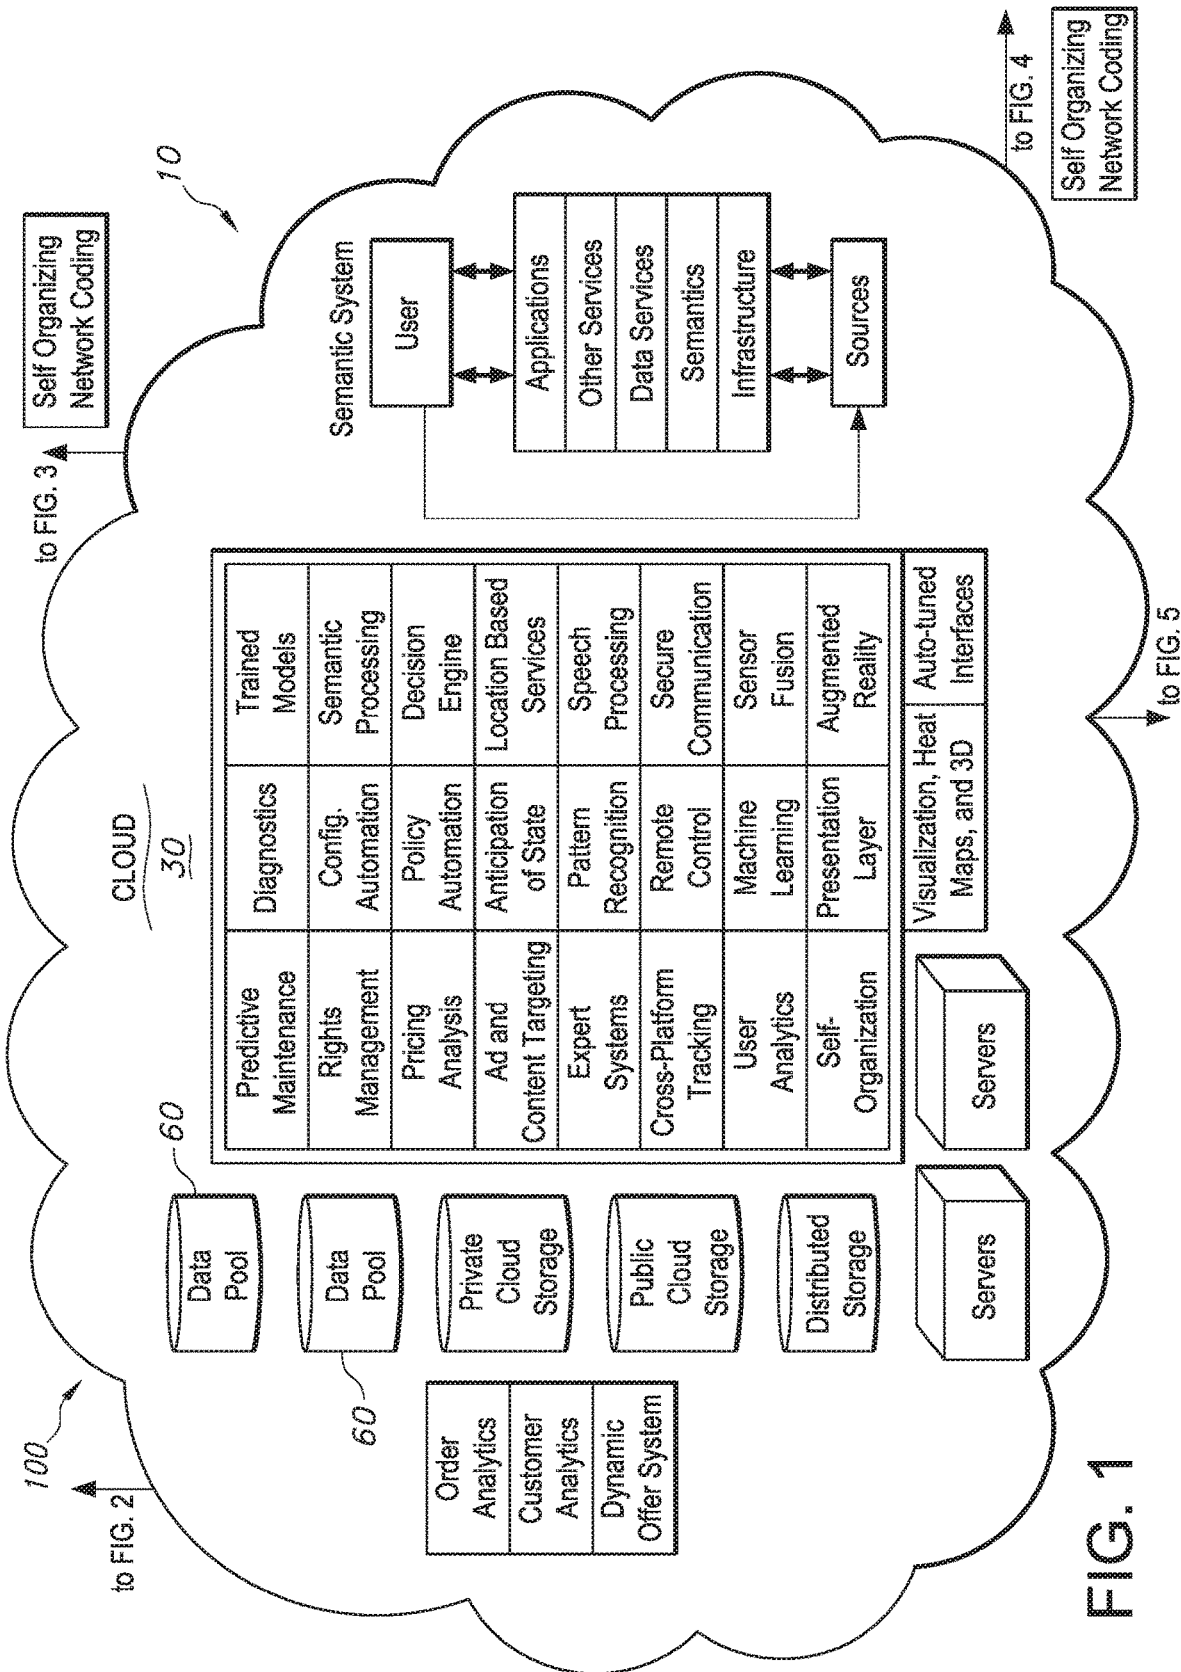 to FIG. 2
100
CLOUD
30
to FIG. 3
Self Organizing
Network Coding
10
Order
Analytics
Customer
Analytics
Dynamic
Offer System
60
Data
Pool
Data
Pool
60
Private
Cloud
Storage
Public
Cloud
Storage
Distributed
Storage
Servers
Servers
Predictive
Maintenance
Diagnostics
Trained
Models
Rights
Management
Config.
Automation
Semantic
Processing
Pricing
Analysis
Policy
Automation
Decision
Engine
Ad and
Content Targeting
Anticipation
of State
Location Based
Services
Expert
Systems
Pattern
Recognition
Speech
Processing
Cross-Platform
Tracking
Remote
Control
Secure
Communication
User
Analytics
Machine
Learning
Sensor
Fusion
Self-
Organization
Presentation
Layer
Augmented
Reality
Visualization, Heat
Maps, and 3D
Auto-tuned
Interfaces
Semantic System
User
Applications
Other Services
Data Services
Semantics
Infrastructure
Sources
to FIG. 4
Self Organizing
Network Coding
to FIG. 5
FIG. 1